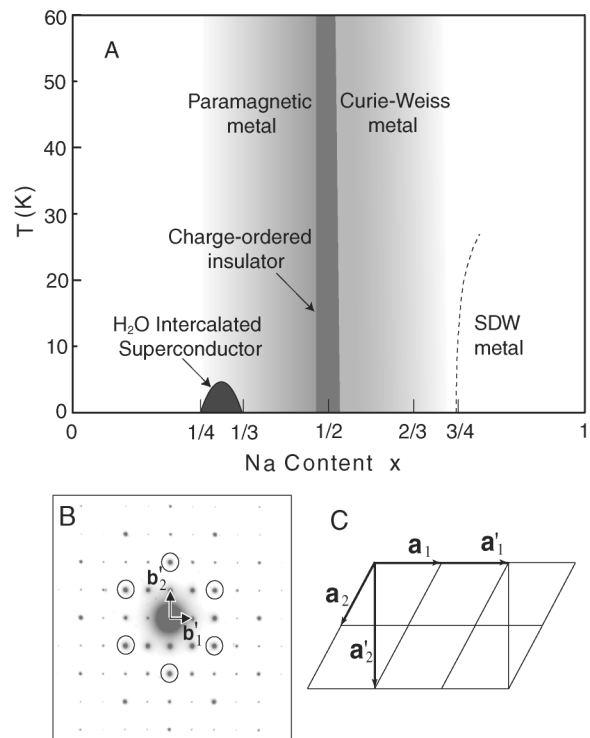 60
A
50
Paramagnetic Curie-Weiss
metal metal
40
T (K)
30
Charge-ordered
insulator
20
H₂O Intercalated
Superconductor
SDW
metal
10
0
0 1/4 1/3 1/2 2/3 3/4 1
Na Content x
B
C
b'₂
b'₁
a₁ a'₁
a₂
a'₂